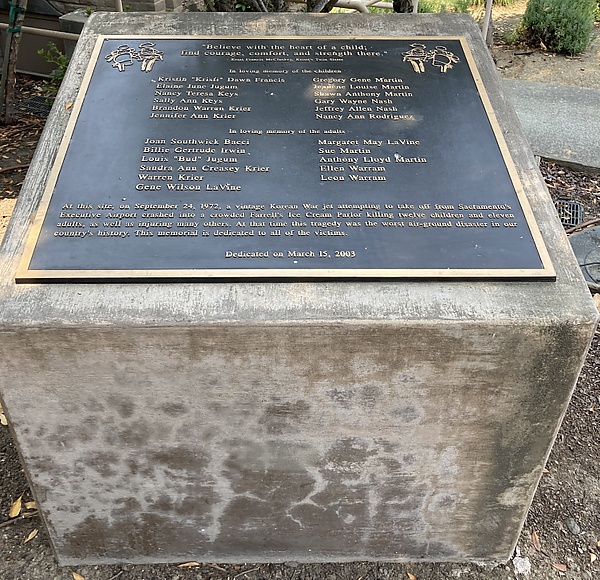 "Believe with the heart of a child;
find courage, comfort, and strength there."
In loving memory of the children
Kristin "Kristi" Dawn Francis Gregory Gene Martin
Elaine June Jugum Jeanene Louise Martin
Nancy Teresa Keys Shawn Anthony Martin
Sally Ann Keys Gary Wayne Nash
Brandon Warren Krier Jeffrey Allen Nash
Jennifer Ann Krier Nancy Ann Rodriguez
In loving memory of the adults
Joan Southwick Bacci Margaret May LaVine
Billie Gertrude Irwin Sue Martin
Louis "Bud" Jugum Anthony Lloyd Martin
Sandra Ann Creasey Krier Ellen Warram
Warren Krier Leon Warram
Gene Wilson LaVine
At this site, on September 24, 1972, a vintage Korean War jet attempting to take off from Sacramento's
Executive Airport crashed into a crowded Farrell's Ice Cream Parlor killing twelve children and eleven
adults, as well as injuring many others. At that time this tragedy was the worst air-ground disaster in our
country's history. This memorial is dedicated to all of the victims.
Dedicated on March 15, 2003